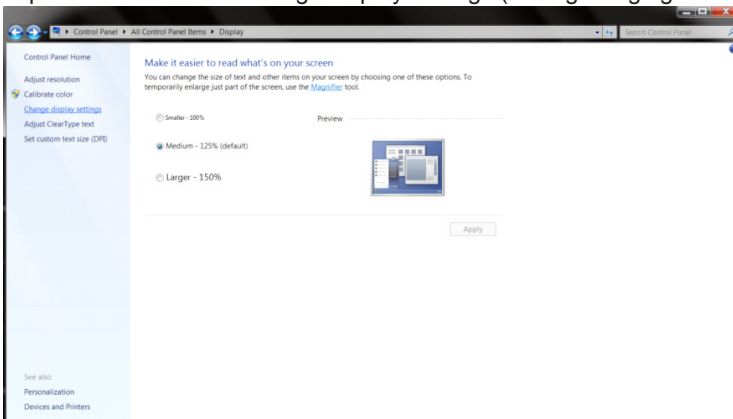 Control Panel ▸ All Control Panel Items ▸ Display
Search Control Panel
Control Panel Home
Adjust resolution
Calibrate color
Change display settings
Adjust ClearType text
Set custom text size (DPI)
See also
Personalization
Devices and Printers
Make it easier to read what's on your screen
You can change the size of text and other items on your screen by choosing one of these options. To
temporarily enlarge just part of the screen, use the Magnifier tool.
Smaller - 100%
Preview
Medium - 125% (default)
Larger - 150%
Apply